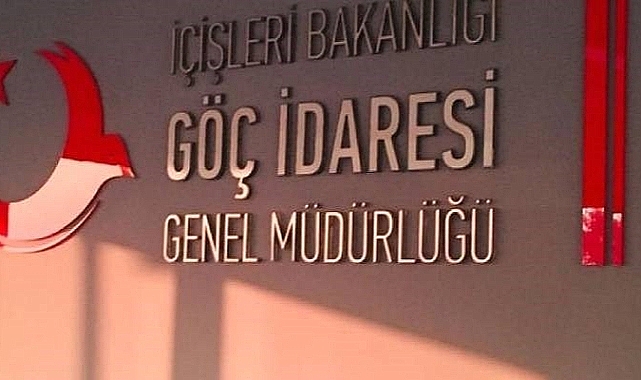 İÇİŞLERİ BAKANLIĞI
GÖÇ İDARESİ
GENEL MÜDÜRLÜĞÜ